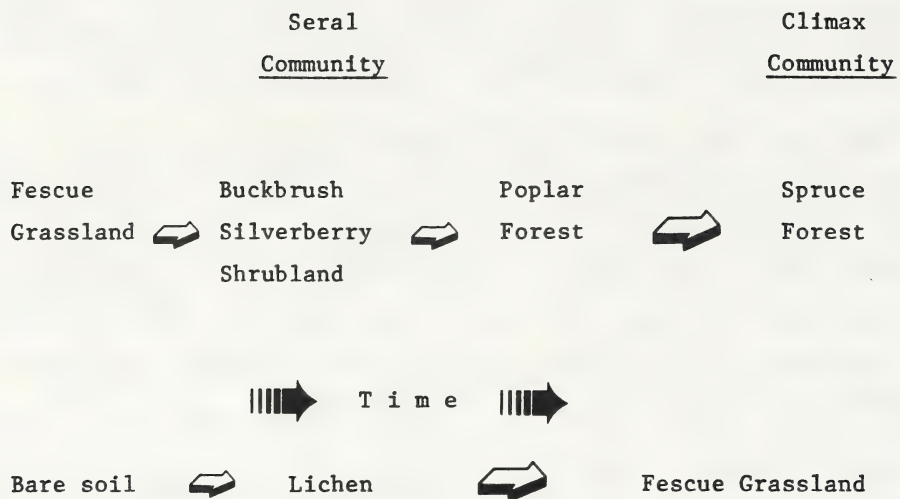 Seral Climax
Community Community
Fescue Buckbrush Poplar Spruce
Grassland Silverberry Forest Forest
Shrubland
Time
Bare soil Lichen Fescue Grassland